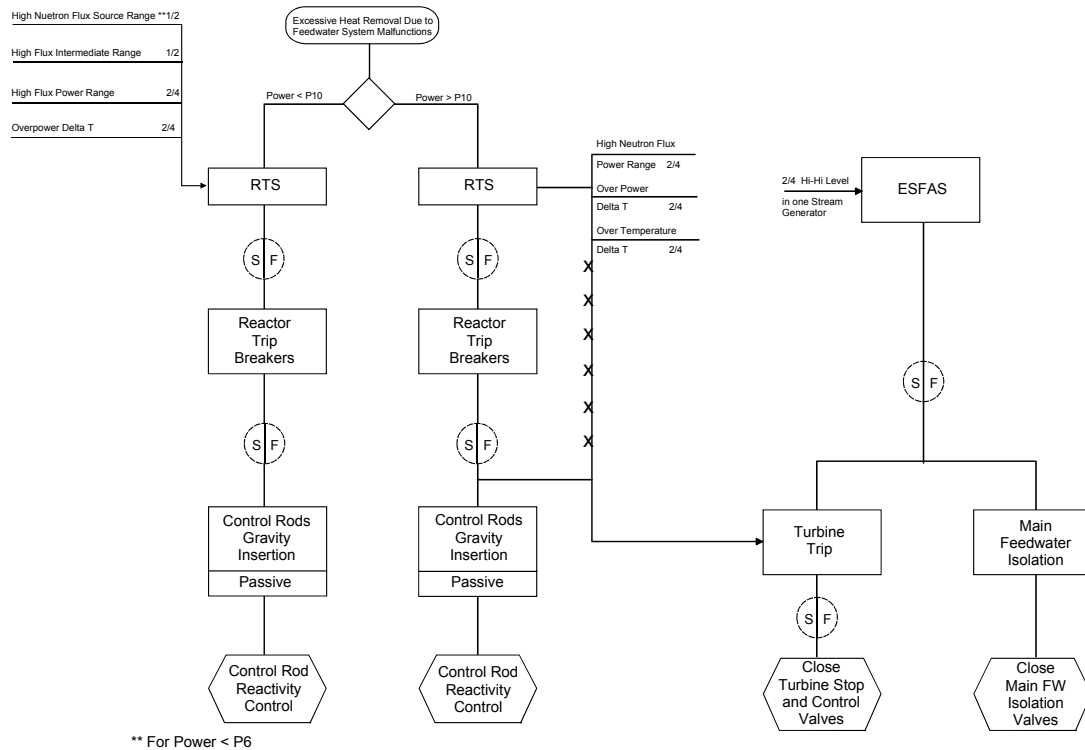 High Nuetron Flux Source Range **1/2
High Flux Intermediate Range 1/2
High Flux Power Range 2/4
Overpower Delta T 2/4
Excessive Heat Removal Due to
Feedwater System Malfunctions
Power < P10
Power > P10
RTS
RTS
High Neutron Flux
Power Range 2/4
Over Power
Delta T 2/4
Over Temperature
Delta T 2/4
2/4 Hi-Hi Level
in one Stream
Generator
ESFAS
S F
S F
Reactor
Trip
Breakers
Reactor
Trip
Breakers
X
X
X
X
X
X
S F
S F
S F
Control Rods
Gravity
Insertion
Passive
Control Rods
Gravity
Insertion
Passive
Turbine
Trip
Main
Feedwater
Isolation
S F
Control Rod
Reactivity
Control
Control Rod
Reactivity
Control
Close
Turbine Stop
and Control
Valves
Close
Main FW
Isolation
Valves
** For Power < P6